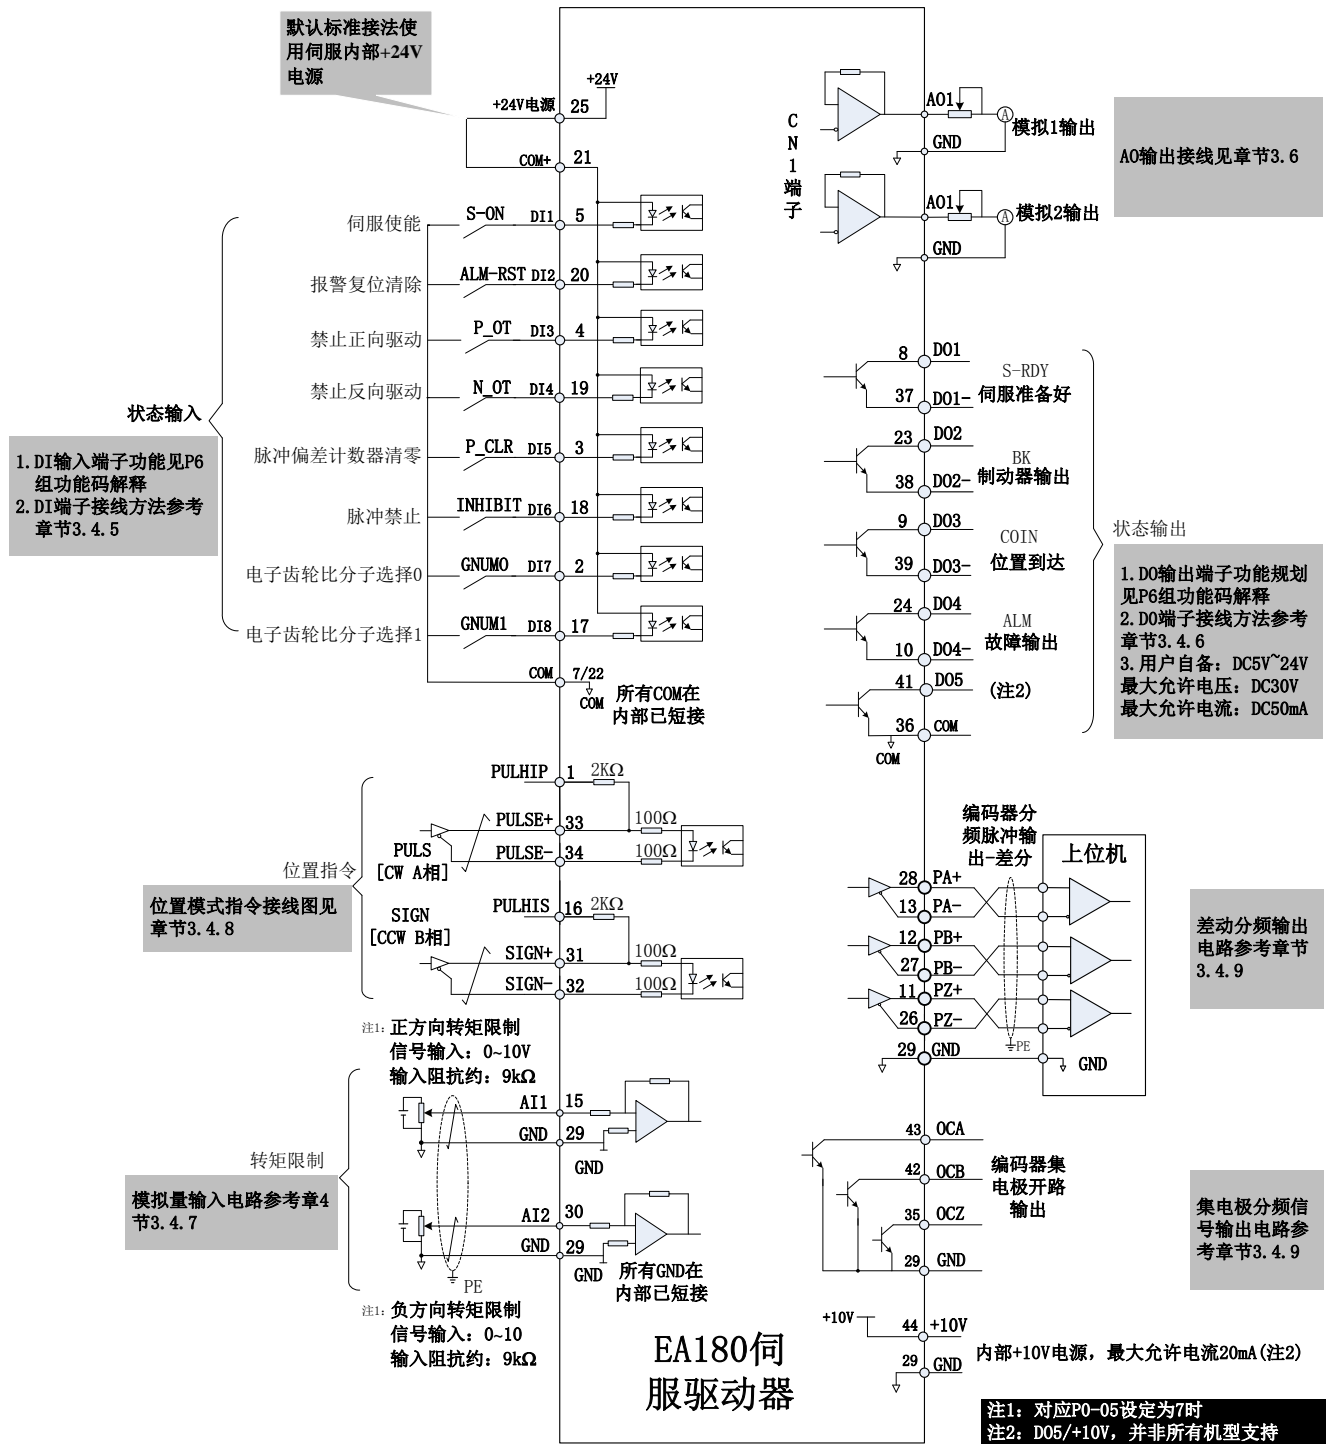 默认标准接法使
用伺服内部+24V
电源
+24V
+24V电源 25
COM+ 21
状态输入
1.DI输入端子功能见P6
组功能码解释
2.DI端子接线方法参考
章节3.4.5
伺服使能 S-ON DI1 5
报警复位清除 ALM-RST DI2 20
禁止正向驱动 P_OT DI3 4
禁止反向驱动 N_OT DI4 19
脉冲偏差计数器清零 P_CLR DI5 3
脉冲禁止 INHIBIT DI6 18
电子齿轮比分子选择0 GNUM0 DI7 2
电子齿轮比分子选择1 GNUM1 DI8 17
COM 7/22
COM
所有COM在
内部已短接
位置指令
位置模式指令接线图见
章节3.4.8
PULHIP 1 2KΩ
PULSE+ 33 100Ω
PULS
[CW A相]
PULSE- 34 100Ω
PULHIS 16 2KΩ
SIGN
[CCW B相]
SIGN+ 31 100Ω
SIGN- 32 100Ω
注1: 正方向转矩限制
信号输入: 0~10V
输入阻抗约: 9kΩ
转矩限制
模拟量输入电路参考章4
节3.4.7
AI1 15
GND 29
GND
AI2 30
GND 29
GND
PE
所有GND在
内部已短接
注1: 负方向转矩限制
信号输入: 0~10
输入阻抗约: 9kΩ
EA180伺
服驱动器
CN1端子
AO1
A
模拟1输出
GND
AO1
A
模拟2输出
GND
AO输出接线见章节3.6
8 DO1
S-RDY
伺服准备好
37 DO1-
23 DO2
BK
制动器输出
38 DO2-
9 DO3
COIN
位置到达
39 DO3-
24 DO4
ALM
故障输出
10 DO4-
41 DO5 (注2)
36 COM
COM
状态输出
1.DO输出端子功能规划
见P6组功能码解释
2.DO端子接线方法参考
章节3.4.6
3.用户自备: DC5V~24V
最大允许电压: DC30V
最大允许电流: DC50mA
编码器分
频脉冲输
出-差分
上位机
28 PA+
13 PA-
12 PB+
27 PB-
11 PZ+
26 PZ-
PE
29 GND
GND
差动分频输出
电路参考章节
3.4.9
43 OCA
42 OCB
35 OCZ
29 GND
编码器集
电极开路
输出
集电极分频信
号输出电路参
考章节3.4.9
+10V
44 +10V
29 GND
内部+10V电源, 最大允许电流20mA(注2)
注1: 对应P0-05设定为7时
注2: DO5/+10V, 并非所有机型支持